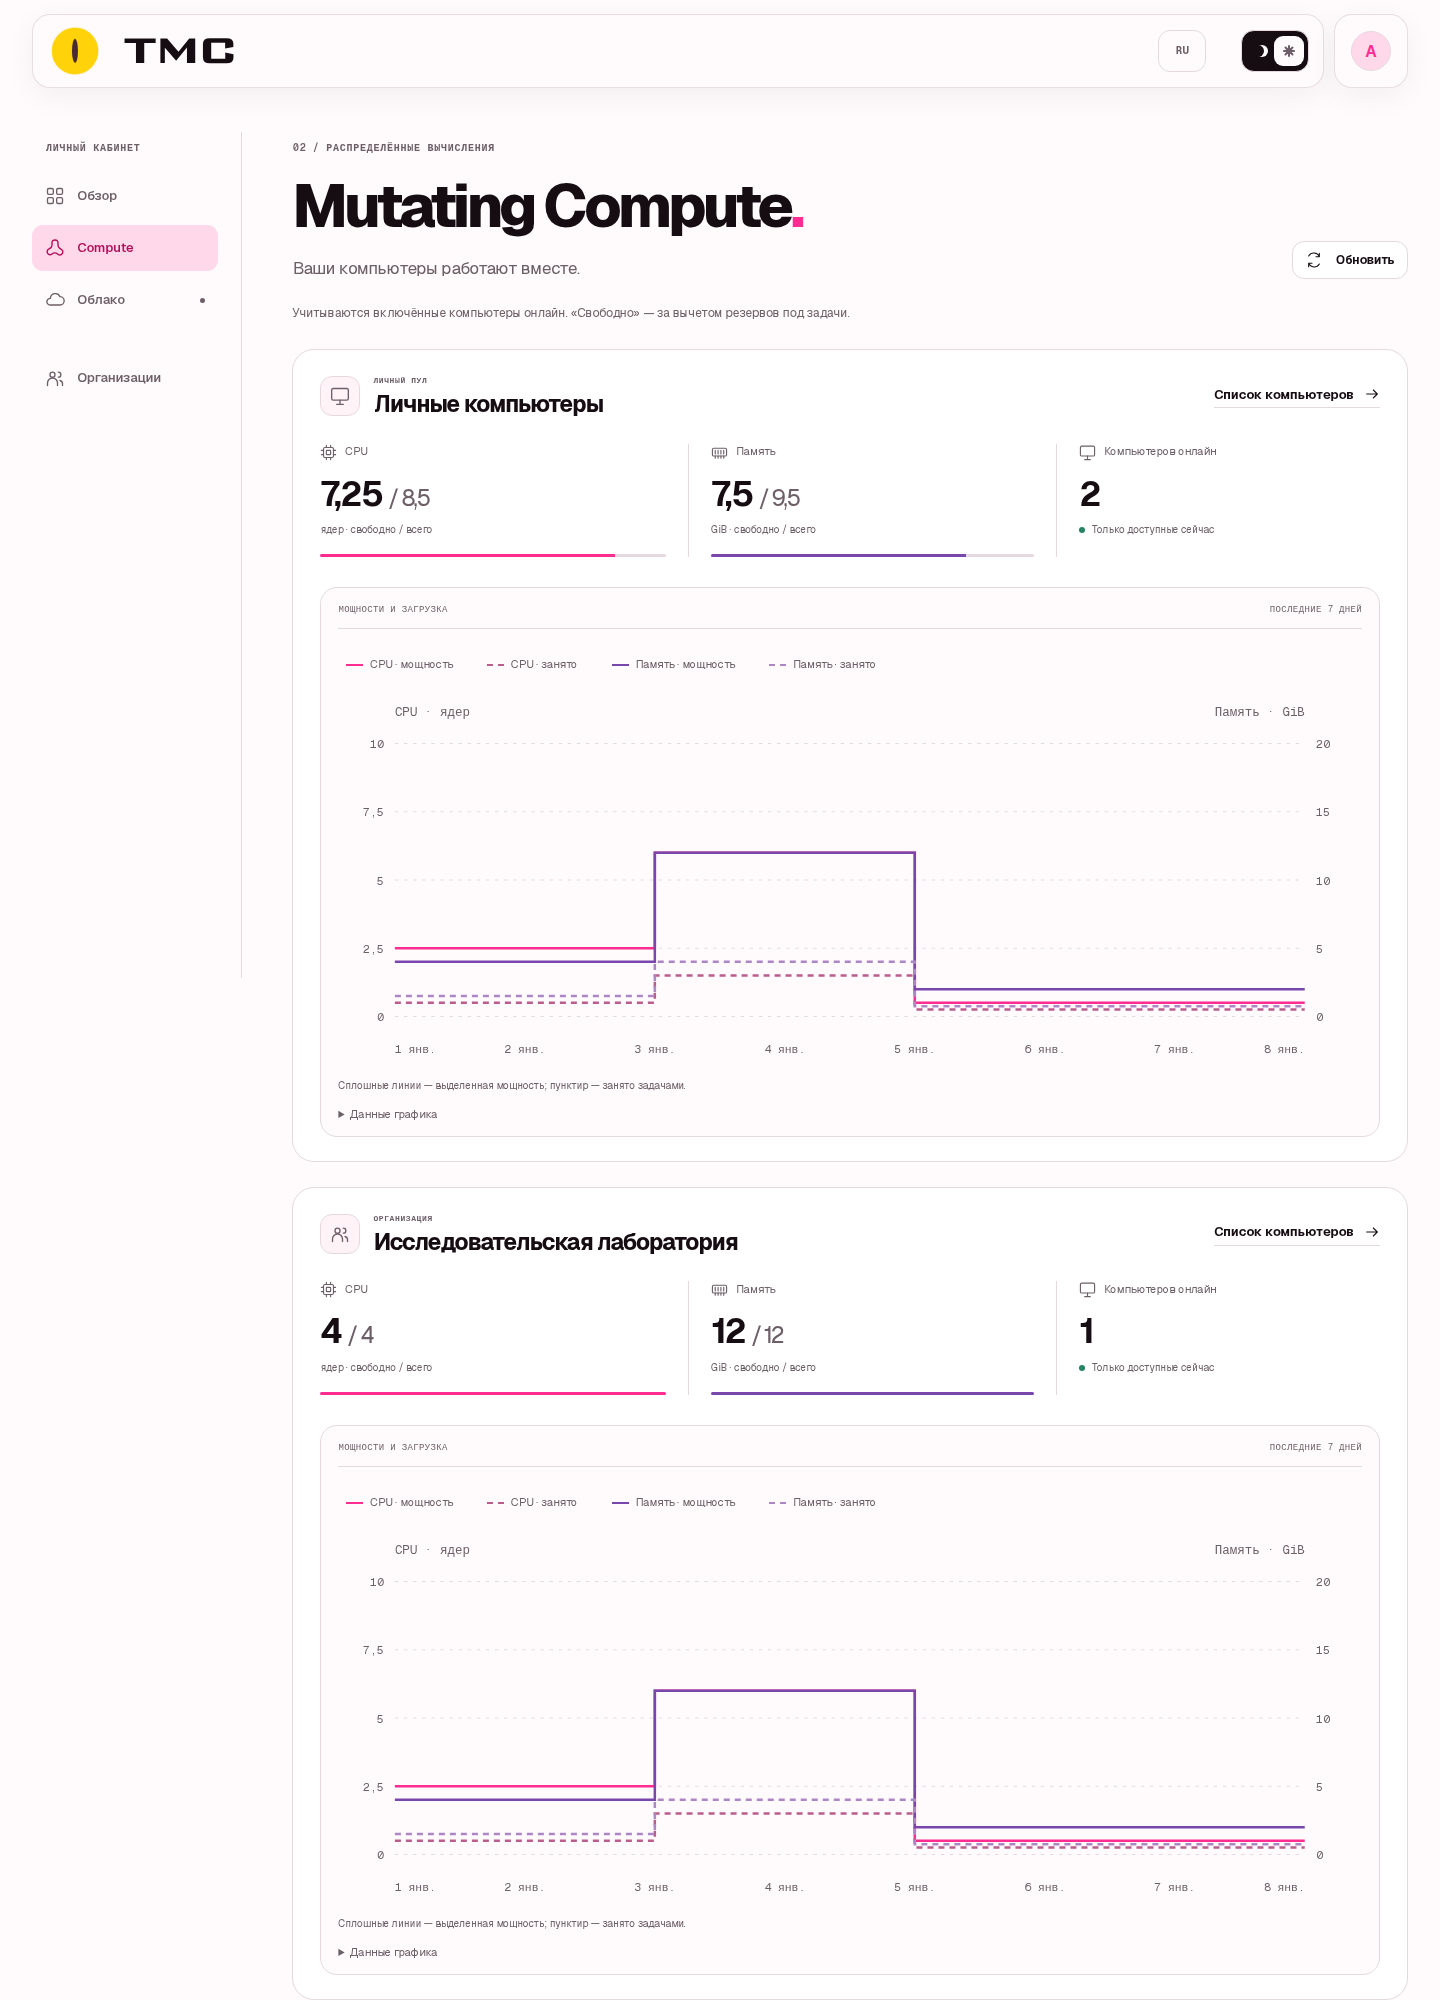 TMC
RU
A
ЛИЧНЫЙ КАБИНЕТ
Обзор
Compute
Облако
Организации
02 / РАСПРЕДЕЛЁННЫЕ ВЫЧИСЛЕНИЯ
Mutating Compute.
Ваши компьютеры работают вместе.
Обновить
Учитываются включённые компьютеры онлайн. «Свободно» — за вычетом резервов под задачи.
ЛИЧНЫЙ ПУЛ
Личные компьютеры
Список компьютеров →
CPU
7,25 / 8,5
ядер · свободно / всего
Память
7,5 / 9,5
GiB · свободно / всего
Компьютеров онлайн
2
Только доступные сейчас
МОЩНОСТИ И ЗАГРУЗКА
ПОСЛЕДНИЕ 7 ДНЕЙ
CPU · мощность
CPU · занято
Память · мощность
Память · занято
CPU · ядер
Память · GiB
10
20
7,5
15
5
10
2,5
5
0
0
1 янв.
2 янв.
3 янв.
4 янв.
5 янв.
6 янв.
7 янв.
8 янв.
Сплошные линии — выделенная мощность; пунктир — занято задачами.
▶ Данные графика
ОРГАНИЗАЦИЯ
Исследовательская лаборатория
Список компьютеров →
CPU
4 / 4
ядер · свободно / всего
Память
12 / 12
GiB · свободно / всего
Компьютеров онлайн
1
Только доступные сейчас
МОЩНОСТИ И ЗАГРУЗКА
ПОСЛЕДНИЕ 7 ДНЕЙ
CPU · мощность
CPU · занято
Память · мощность
Память · занято
CPU · ядер
Память · GiB
10
20
7,5
15
5
10
2,5
5
0
0
1 янв.
2 янв.
3 янв.
4 янв.
5 янв.
6 янв.
7 янв.
8 янв.
Сплошные линии — выделенная мощность; пунктир — занято задачами.
▶ Данные графика